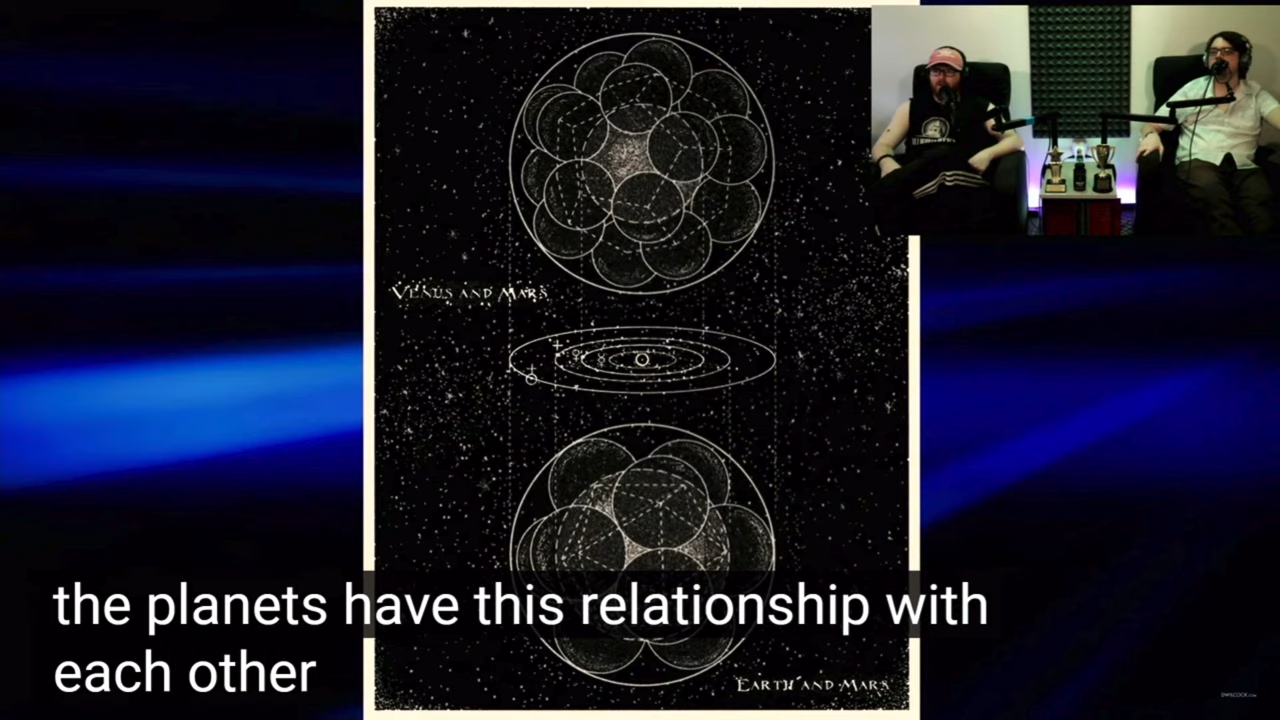 VENUS AND MARS
EARTH AND MARS
the planets have this relationship with
each other